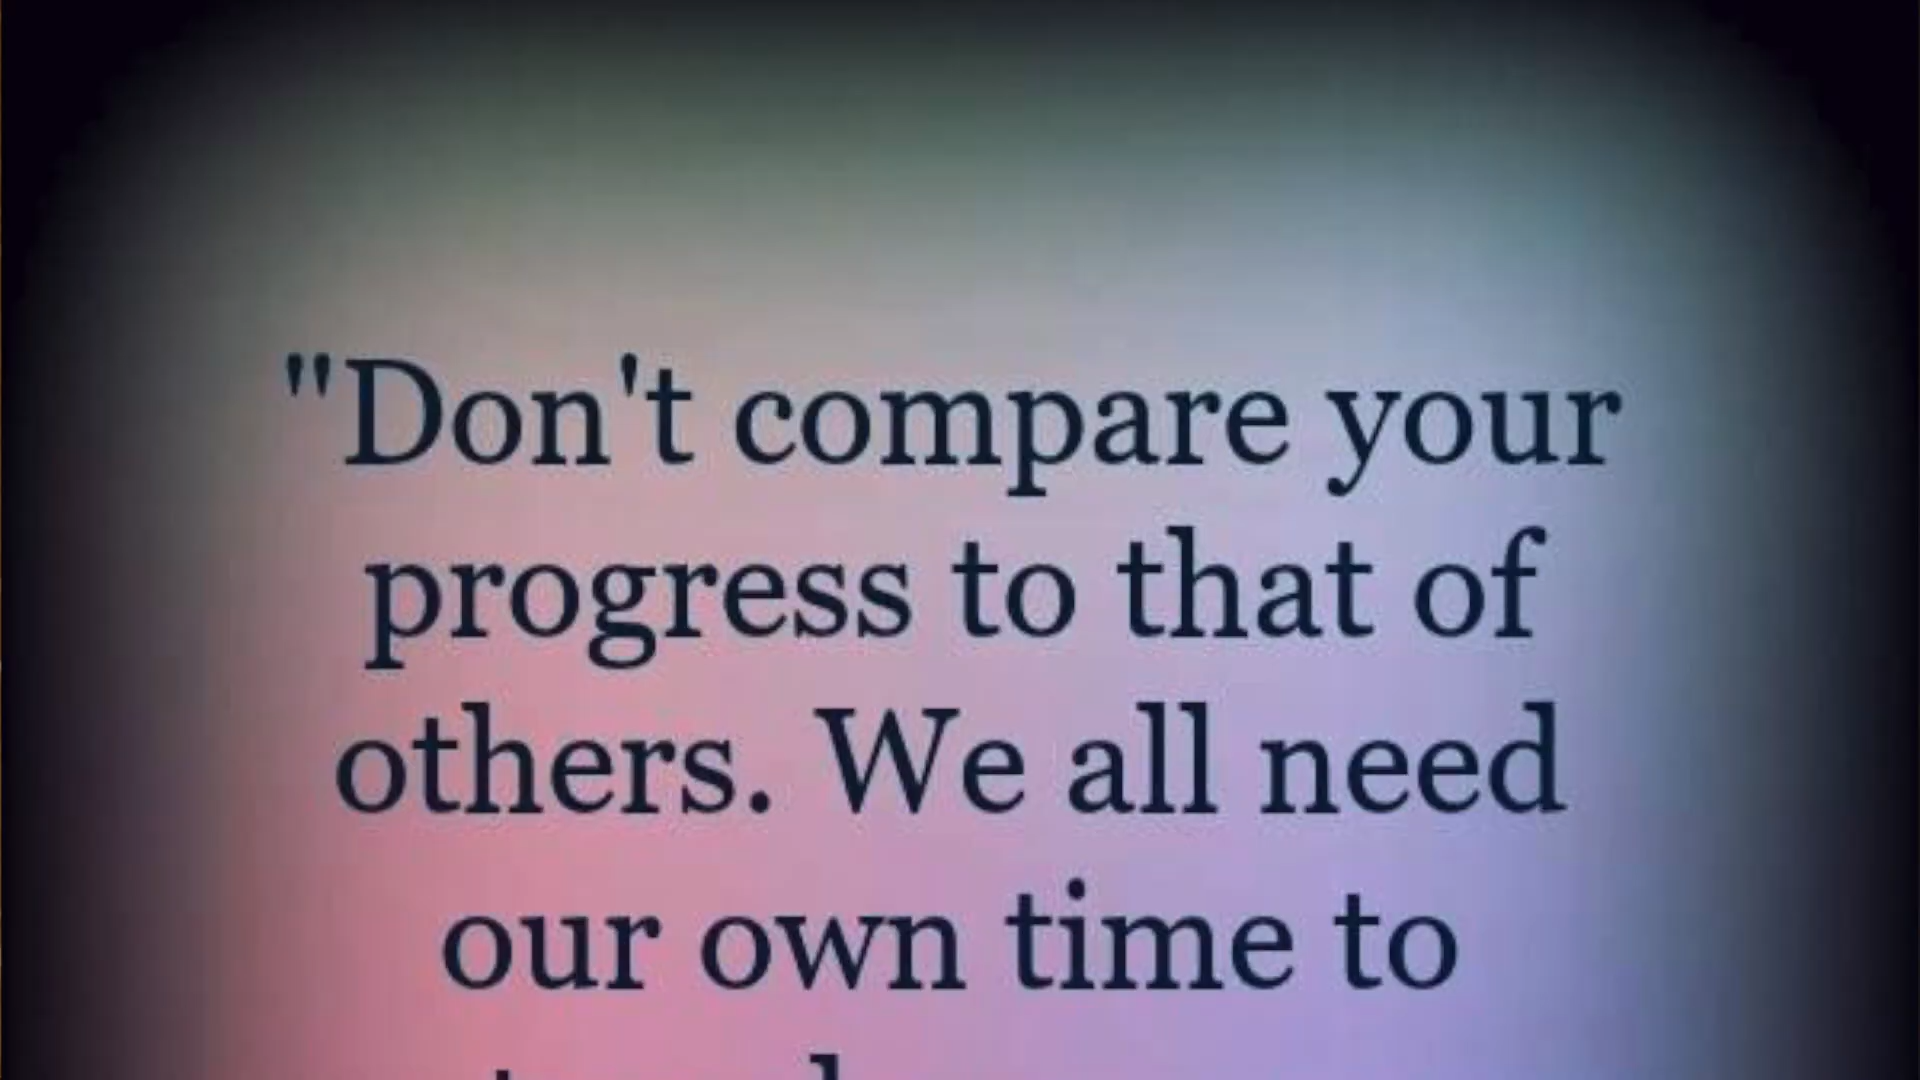 "Don't compare your
progress to that of
others. We all need
our own time to